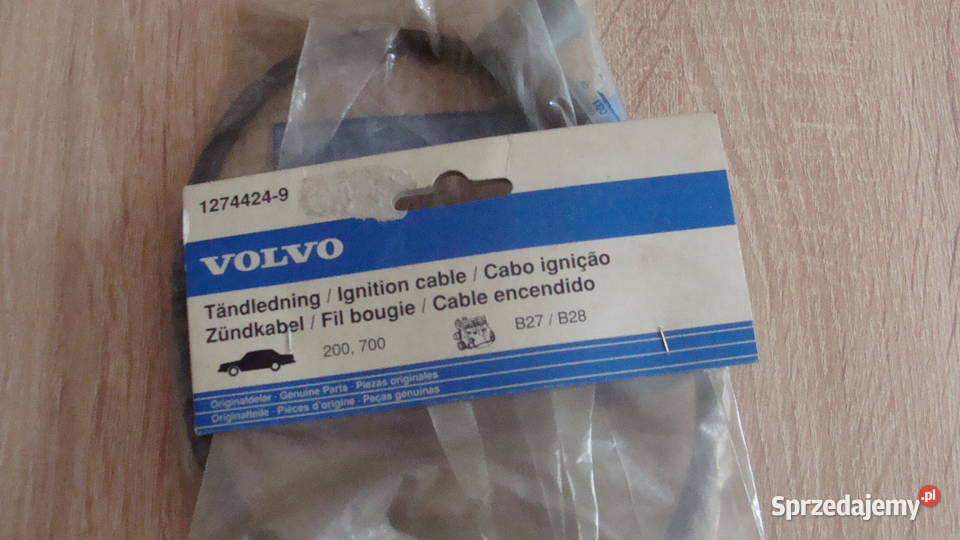 1274424-9
VOLVO
Tändledning / Ignition cable / Cabo ignição
Zündkabel / Fil bougie / Cable encendido
200, 700
B27 / B28
Originaldelar · Genuine Parts · Piezas originales
Originalteile · Pièces d'origine · Peças genuínas
Sprzedajemy.pl